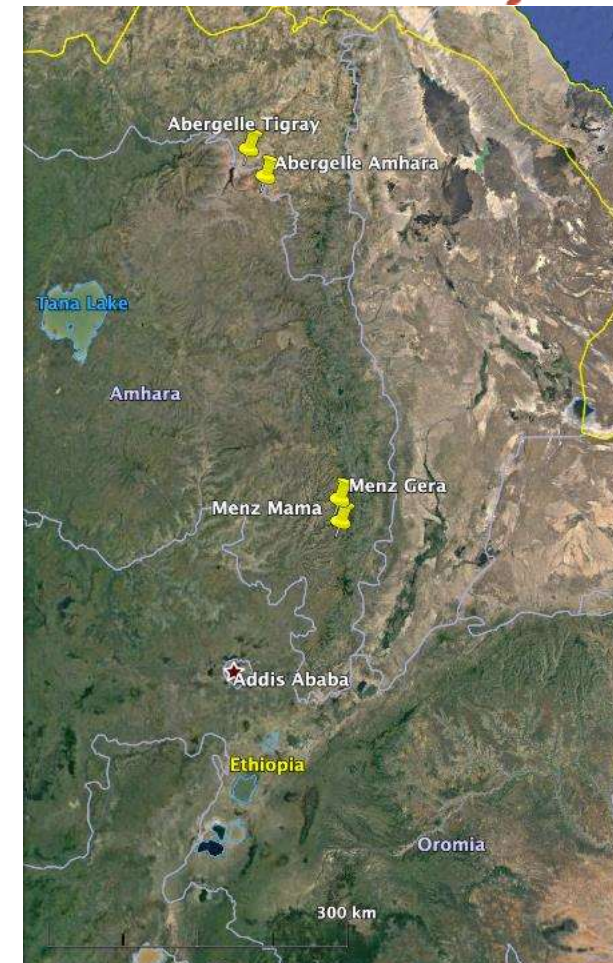 Abergelle Tigray
Abergelle Amhara
Tana Lake
Amhara
Menz Gera
Menz Mama
Addis Ababa
Ethiopia
Oromia
300 km